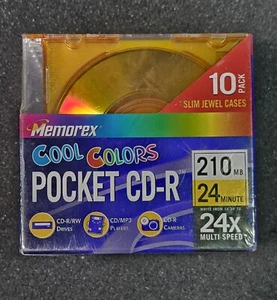 10 PACK
SLIM JEWEL CASES
Memorex
COOL COLORS
POCKET CD-R
210 MB
24 MINUTE
24X
MULTI SPEED
CD-R/RW DRIVES
CD/MP3 PLAYERS
CD-R CAMERAS